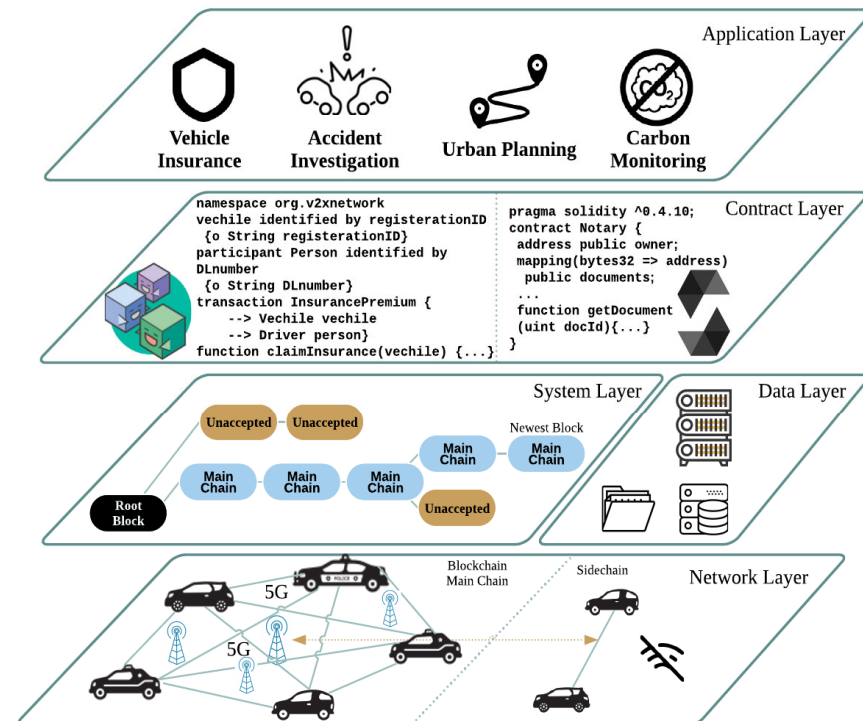 Application Layer
Vehicle
Insurance
Accident
Investigation
Urban Planning
CO2
Carbon
Monitoring
Contract Layer
namespace org.v2xnetwork
vechile identified by registerationID
{o String registerationID}
participant Person identified by
DLnumber
{o String DLnumber}
transaction InsurancePremium {
--> Vechile vechile
--> Driver person}
function claimInsurance(vechile) {...}
pragma solidity ^0.4.10;
contract Notary {
address public owner;
mapping(bytes32 => address)
public documents;
...
function getDocument
(uint docId){...}
}
System Layer
Unaccepted
Unaccepted
Newest Block
Main
Chain
Main
Chain
Main
Chain
Main
Chain
Main
Chain
Root
Block
Unaccepted
Data Layer
Network Layer
Blockchain
Main Chain
Sidechain
POLICE
5G
5G